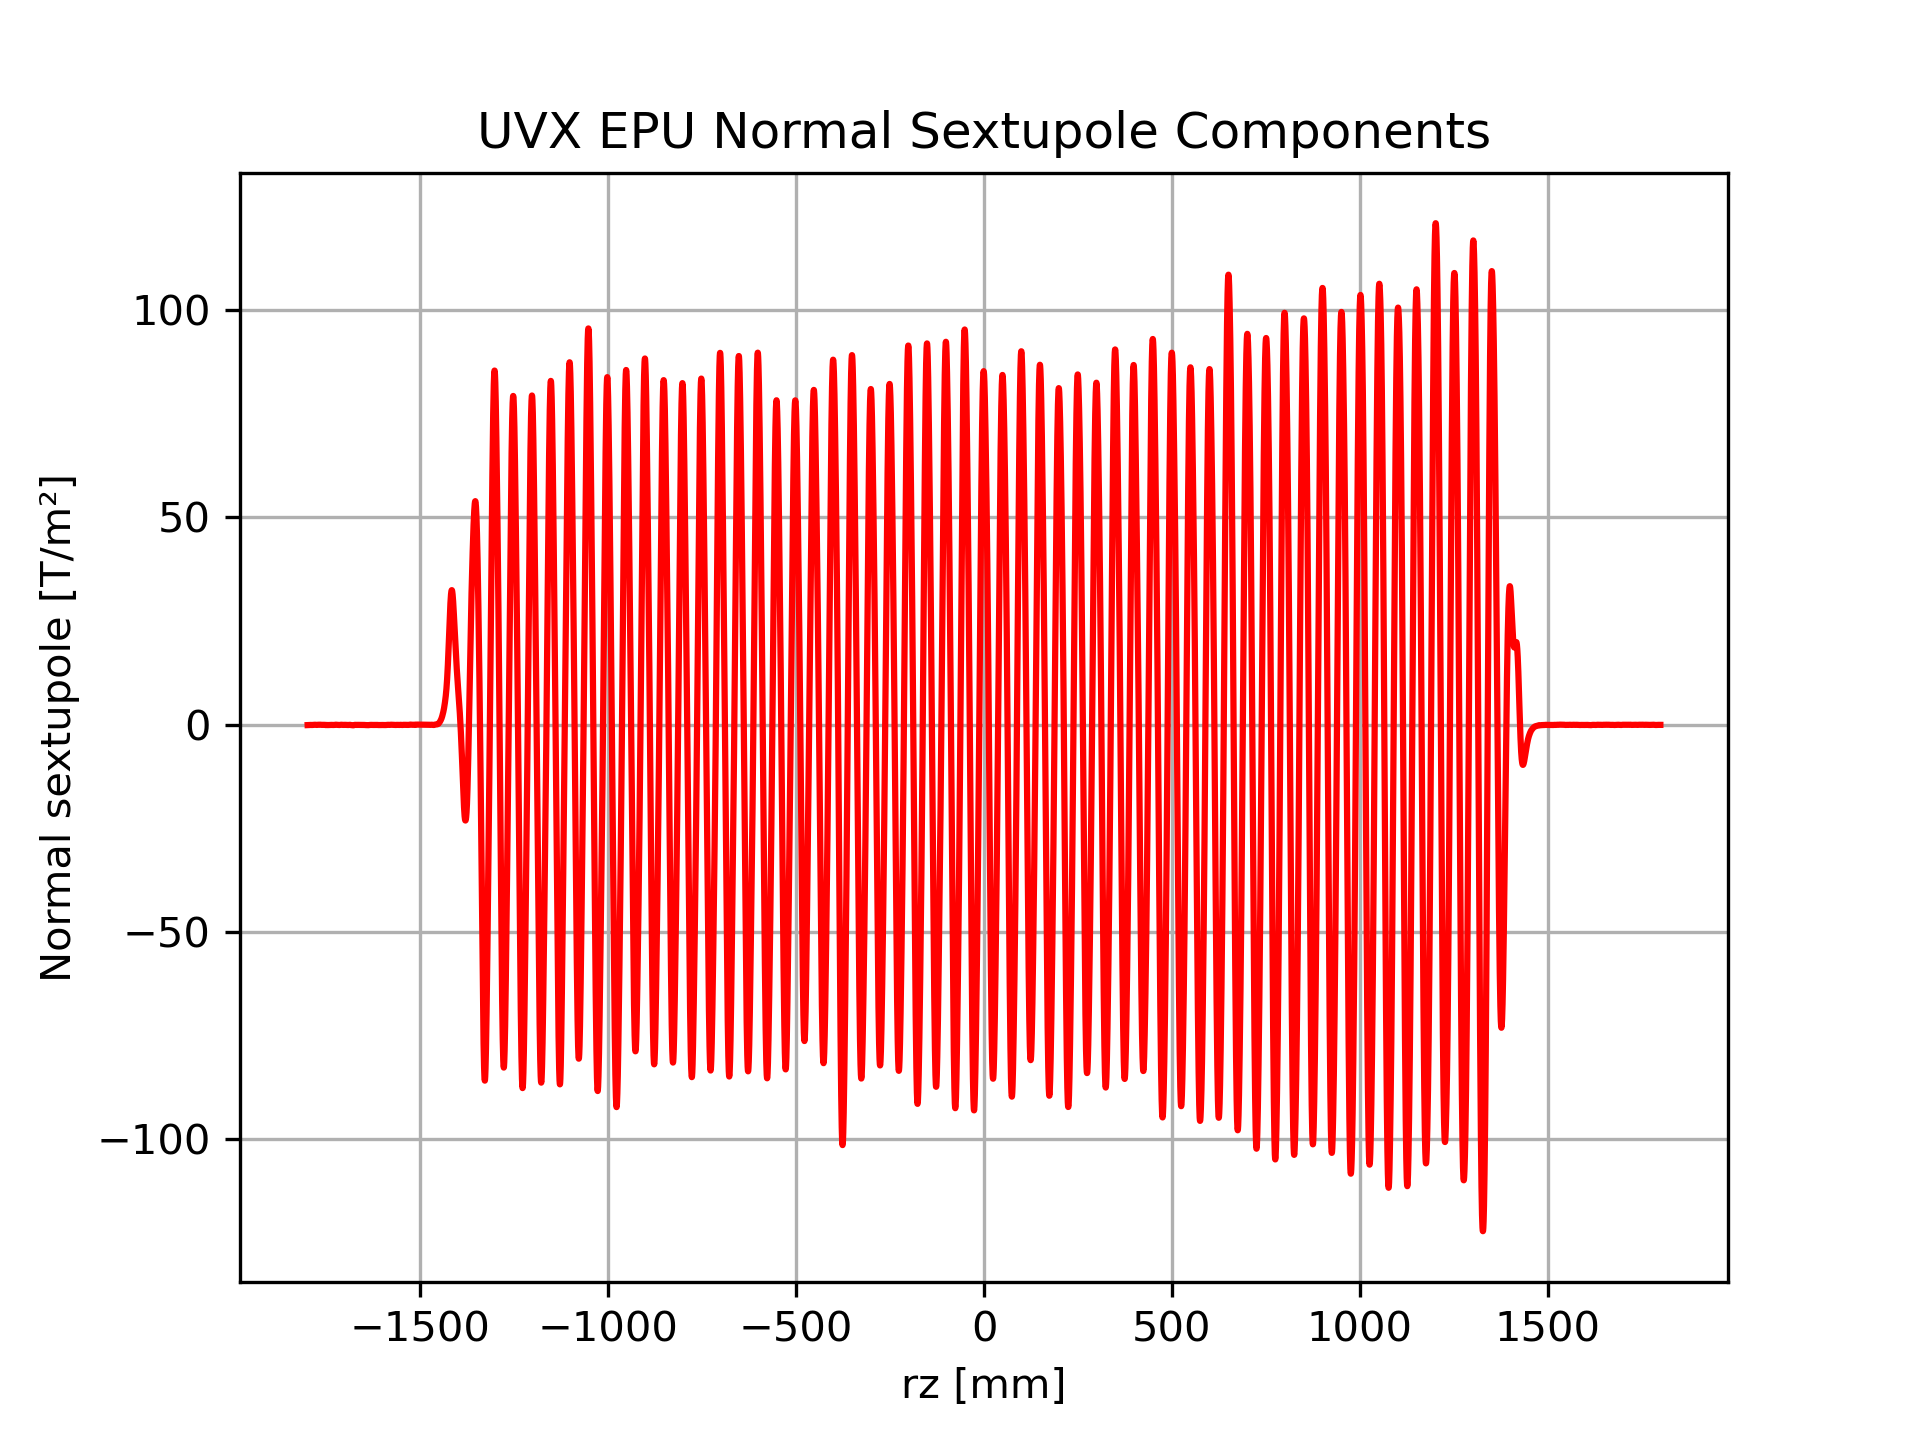 UVX EPU Normal Sextupole Components
Normal sextupole [T/m²]
100
50
0
−50
−100
−1500 −1000 −500 0 500 1000 1500
rz [mm]